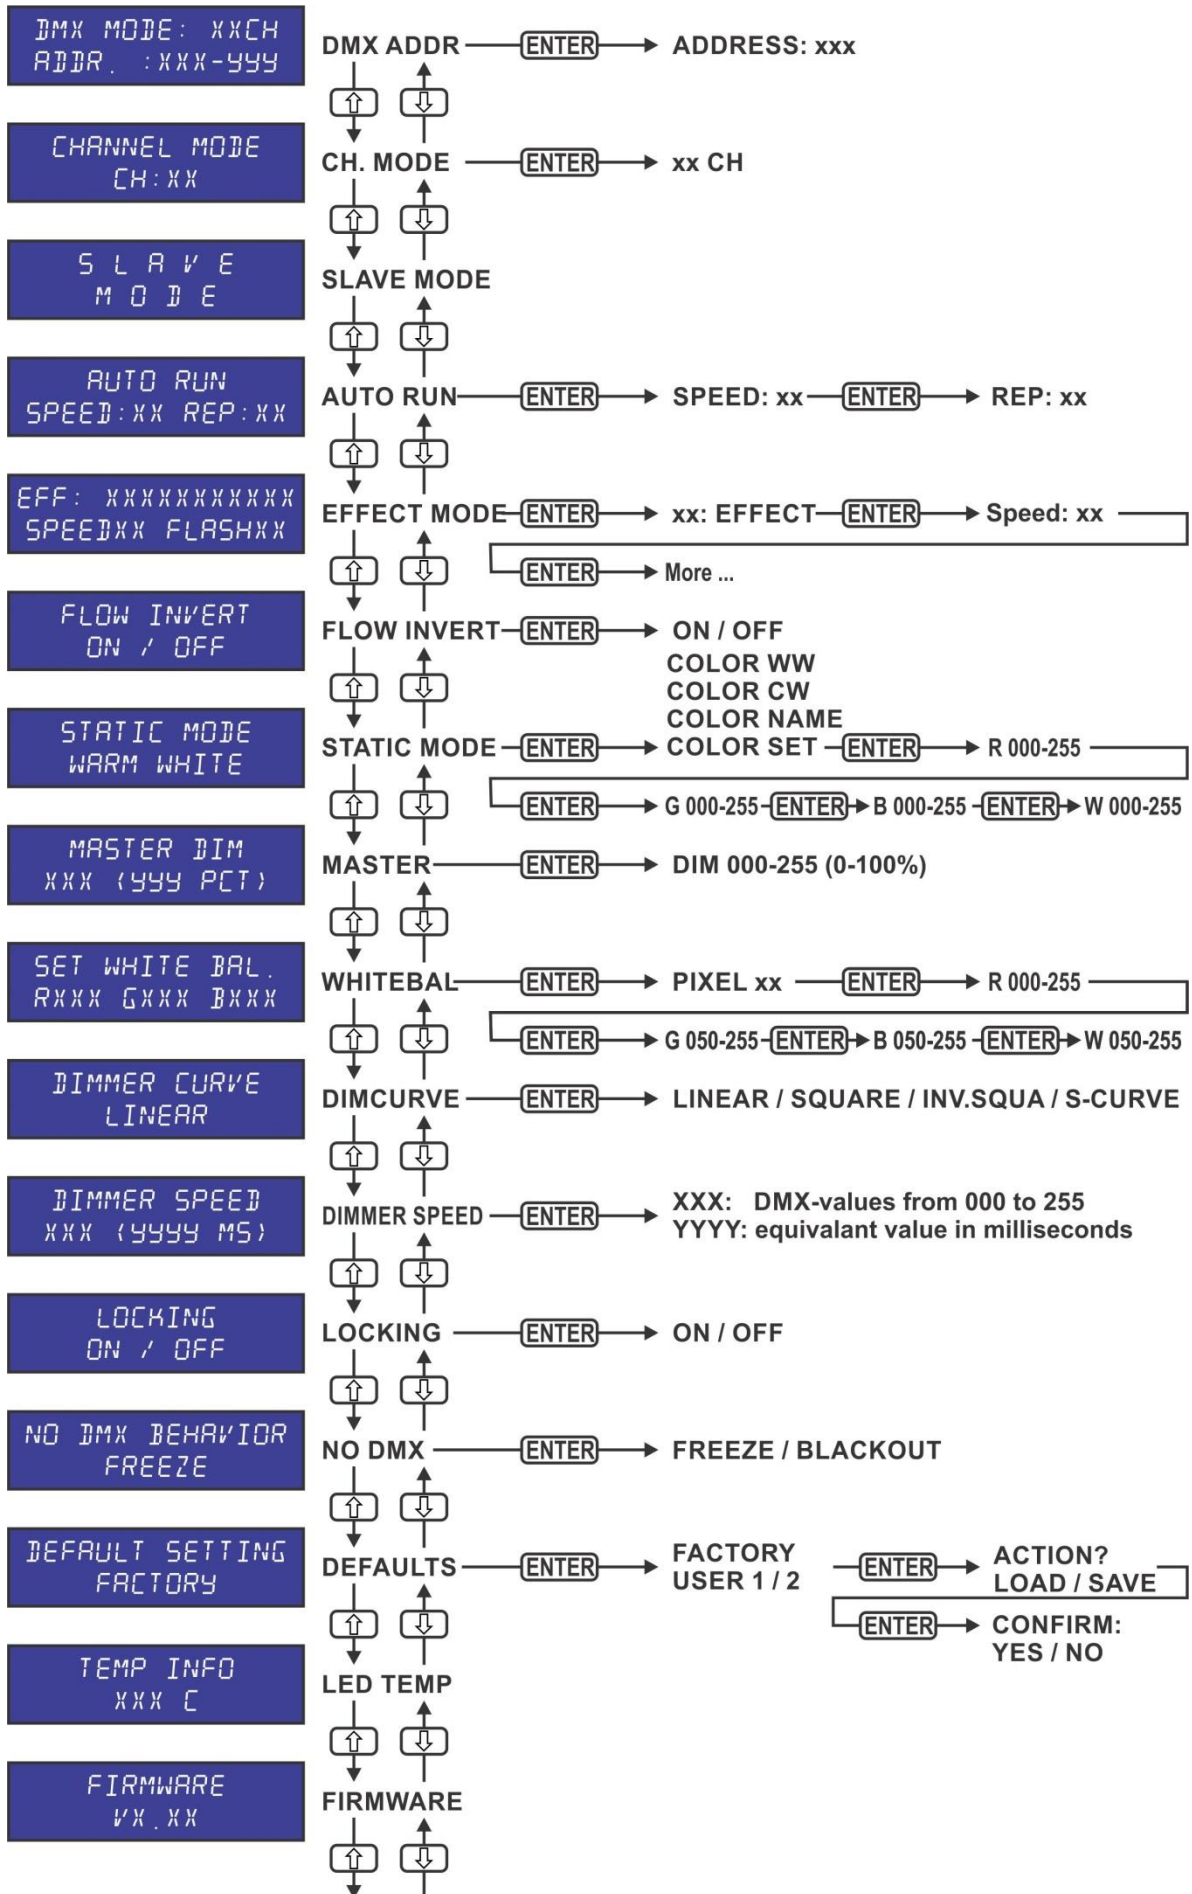 DMX MODE: XXCH
ADDR. :XXX-YYY
DMX ADDR ENTER ADDRESS: xxx
CHANNEL MODE
CH:XX
CH. MODE ENTER xx CH
SLAVE
MODE
SLAVE MODE
AUTO RUN
SPEED:XX REP:XX
AUTO RUN ENTER SPEED: xx ENTER REP: xx
EFF: XXXXXXXXXXX
SPEEDXX FLASHXX
EFFECT MODE ENTER xx: EFFECT ENTER Speed: xx
ENTER More ...
FLOW INVERT
ON / OFF
FLOW INVERT ENTER ON / OFF
STATIC MODE
WARM WHITE
COLOR WW
COLOR CW
COLOR NAME
STATIC MODE ENTER COLOR SET ENTER R 000-255
ENTER G 000-255 ENTER B 000-255 ENTER W 000-255
MASTER DIM
XXX (YYY PCT)
MASTER ENTER DIM 000-255 (0-100%)
SET WHITE BAL.
RXXX GXXX BXXX
WHITEBAL ENTER PIXEL xx ENTER R 000-255
ENTER G 050-255 ENTER B 050-255 ENTER W 050-255
DIMMER CURVE
LINEAR
DIMCURVE ENTER LINEAR / SQUARE / INV.SQUA / S-CURVE
DIMMER SPEED
XXX (YYYY MS)
DIMMER SPEED ENTER XXX: DMX-values from 000 to 255
YYYY: equivalant value in milliseconds
LOCKING
ON / OFF
LOCKING ENTER ON / OFF
NO DMX BEHAVIOR
FREEZE
NO DMX ENTER FREEZE / BLACKOUT
DEFAULT SETTING
FACTORY
DEFAULTS ENTER FACTORY
USER 1 / 2 ENTER ACTION?
LOAD / SAVE
ENTER CONFIRM:
YES / NO
TEMP INFO
XXX C
LED TEMP
FIRMWARE
VX.XX
FIRMWARE